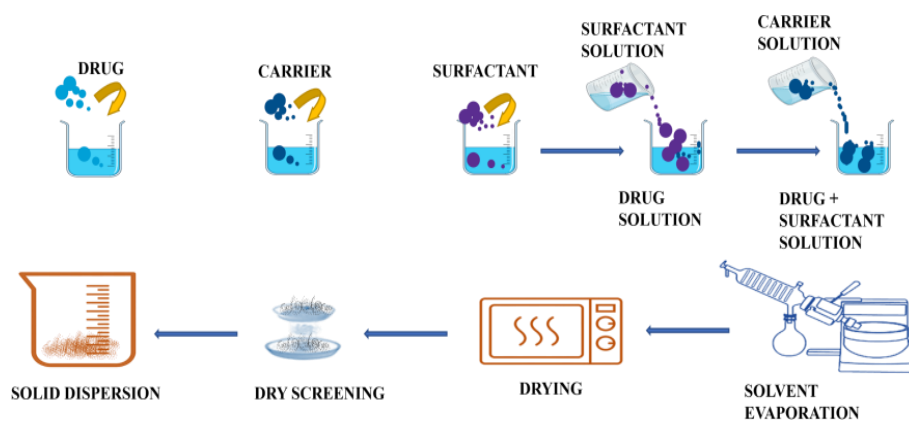 DRUG
CARRIER
SURFACTANT
SURFACTANT
SOLUTION
CARRIER
SOLUTION
DRUG
SOLUTION
DRUG +
SURFACTANT
SOLUTION
SOLID DISPERSION
DRY SCREENING
DRYING
SOLVENT
EVAPORATION